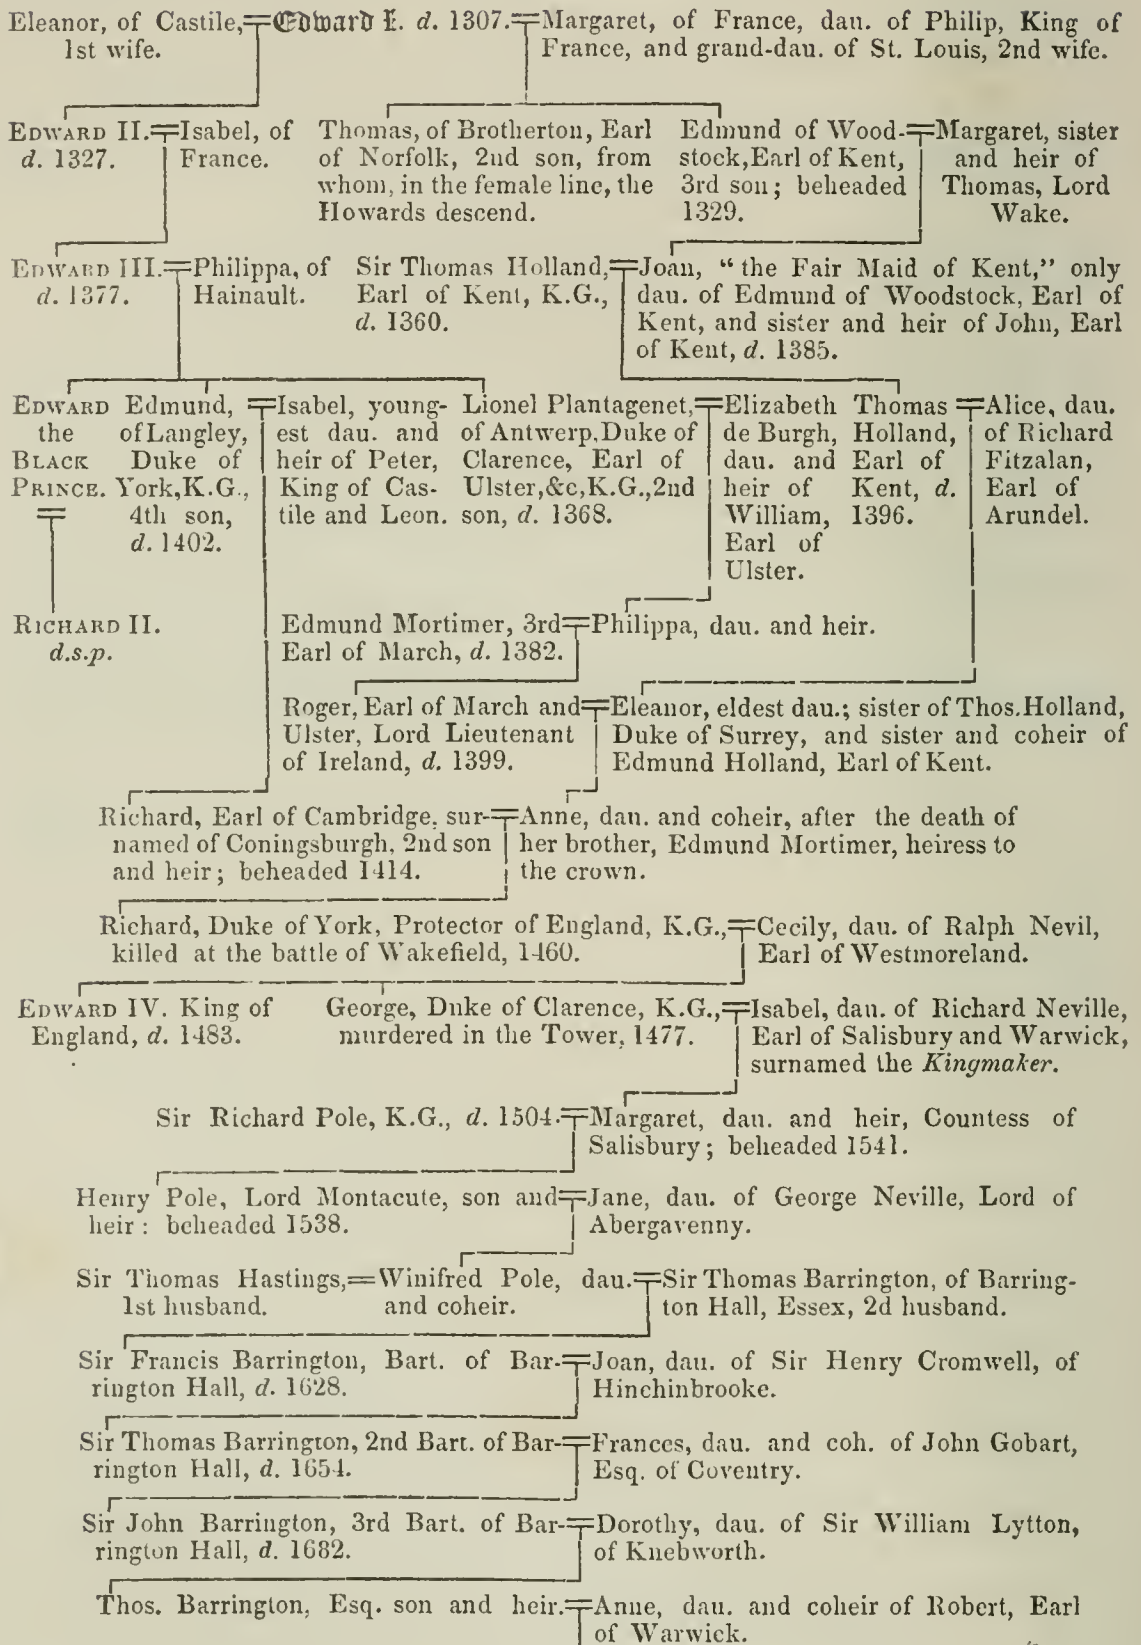 Eleanor, of Castile, 1st wife.
Edward I. d. 1307.
Margaret, of France, dau. of Philip, King of
France, and grand-dau. of St. Louis, 2nd wife.
EDWARD II.
d. 1327.
Isabel, of
France.
Thomas, of Brotherton, Earl
of Norfolk, 2nd son, from
whom, in the female line, the
Howards descend.
Edmund of Wood-
stock, Earl of Kent,
3rd son; beheaded
1329.
Margaret, sister
and heir of
Thomas, Lord
Wake.
EDWARD III.
d. 1377.
Philippa, of
Hainault.
Sir Thomas Holland,
Earl of Kent, K.G.,
d. 1360.
Joan, "the Fair Maid of Kent," only
dau. of Edmund of Woodstock, Earl of
Kent, and sister and heir of John, Earl
of Kent, d. 1385.
EDWARD
the
BLACK
PRINCE.
Edmund,
of Langley,
Duke of
York, K.G.,
4th son,
d. 1402.
Isabel, young-
est dau. and
heir of Peter,
King of Cas-
tile and Leon.
Lionel Plantagenet,
of Antwerp, Duke of
Clarence, Earl of
Ulster, &c, K.G., 2nd
son, d. 1368.
Elizabeth
de Burgh,
dau. and
heir of
William,
Earl of
Ulster.
Thomas
Holland,
Earl of
Kent, d.
1396.
Alice, dau.
of Richard
Fitzalan,
Earl of
Arundel.
RICHARD II.
d.s.p.
Edmund Mortimer, 3rd
Earl of March, d. 1382.
Philippa, dau. and heir.
Roger, Earl of March and
Ulster, Lord Lieutenant
of Ireland, d. 1399.
Eleanor, eldest dau.; sister of Thos. Holland,
Duke of Surrey, and sister and coheir of
Edmund Holland, Earl of Kent.
Richard, Earl of Cambridge, sur-
named of Coningsburgh, 2nd son
and heir; beheaded 1414.
Anne, dau. and coheir, after the death of
her brother, Edmund Mortimer, heiress to
the crown.
Richard, Duke of York, Protector of England, K.G.,
killed at the battle of Wakefield, 1460.
Cecily, dau. of Ralph Nevil,
Earl of Westmoreland.
EDWARD IV. King of
England, d. 1483.
George, Duke of Clarence, K.G.,
murdered in the Tower, 1477.
Isabel, dau. of Richard Neville,
Earl of Salisbury and Warwick,
surnamed the Kingmaker.
Sir Richard Pole, K.G., d. 1504.
Margaret, dau. and heir, Countess of
Salisbury; beheaded 1541.
Henry Pole, Lord Montacute, son and
heir: beheaded 1538.
Jane, dau. of George Neville, Lord of
Abergavenny.
Sir Thomas Hastings,
1st husband.
Winifred Pole, dau.
and coheir.
Sir Thomas Barrington, of Barring-
ton Hall, Essex, 2d husband.
Sir Francis Barrington, Bart. of Bar-
rington Hall, d. 1628.
Joan, dau. of Sir Henry Cromwell, of
Hinchinbrooke.
Sir Thomas Barrington, 2nd Bart. of Bar-
rington Hall, d. 1654.
Frances, dau. and coh. of John Gobart,
Esq. of Coventry.
Sir John Barrington, 3rd Bart. of Bar-
rington Hall, d. 1682.
Dorothy, dau. of Sir William Lytton,
of Knebworth.
Thos. Barrington, Esq. son and heir.
Anne, dau. and coheir of Robert, Earl
of Warwick.